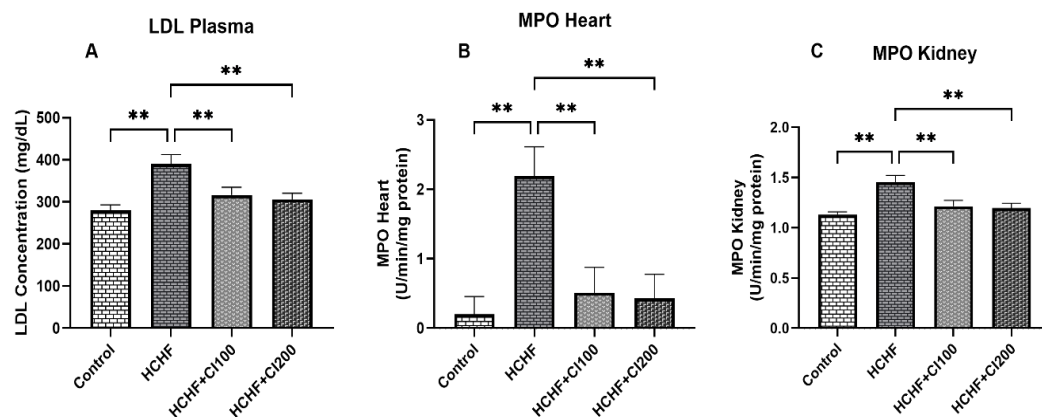 LDL Plasma
A
**
**
**
LDL Concentration (mg/dL)
500
400
300
200
100
0
Control
HCHF
HCHF+CI100
HCHF+CI200
MPO Heart
B
**
**
**
MPO Heart
(U/min/mg protein)
3
2
1
0
Control
HCHF
HCHF+CI100
HCHF+CI200
MPO Kidney
C
**
**
**
MPO Kidney
(U/min/mg protein)
2.0
1.5
1.0
0.5
0.0
Control
HCHF
HCHF+CI100
HCHF+CI200